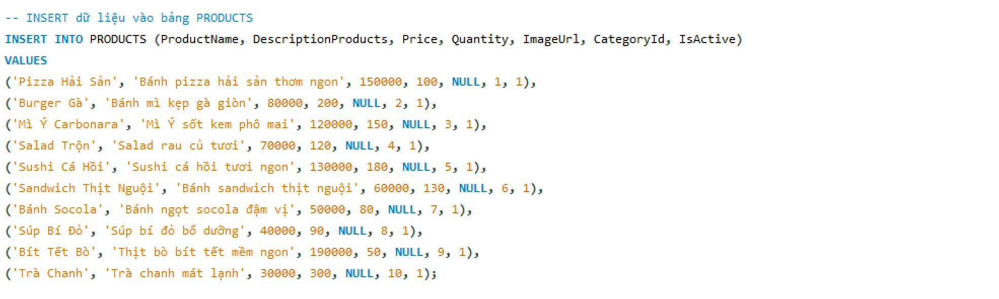 -- INSERT dữ liệu vào bảng PRODUCTS
INSERT INTO PRODUCTS (ProductName, DescriptionProducts, Price, Quantity, ImageUrl, CategoryId, IsActive)
VALUES
('Pizza Hải Sản', 'Bánh pizza hải sản thơm ngon', 150000, 100, NULL, 1, 1),
('Burger Gà', 'Bánh mì kẹp gà giòn', 80000, 200, NULL, 2, 1),
('Mì Ý Carbonara', 'Mì Ý sốt kem phô mai', 120000, 150, NULL, 3, 1),
('Salad Trộn', 'Salad rau củ tươi', 70000, 120, NULL, 4, 1),
('Sushi Cá Hồi', 'Sushi cá hồi tươi ngon', 130000, 180, NULL, 5, 1),
('Sandwich Thịt Nguội', 'Bánh sandwich thịt nguội', 60000, 130, NULL, 6, 1),
('Bánh Socola', 'Bánh ngọt socola đậm vị', 50000, 80, NULL, 7, 1),
('Súp Bí Đỏ', 'Súp bí đỏ bổ dưỡng', 40000, 90, NULL, 8, 1),
('Bít Tết Bò', 'Thịt bò bít tết mềm ngon', 190000, 50, NULL, 9, 1),
('Trà Chanh', 'Trà chanh mát lạnh', 30000, 300, NULL, 10, 1);